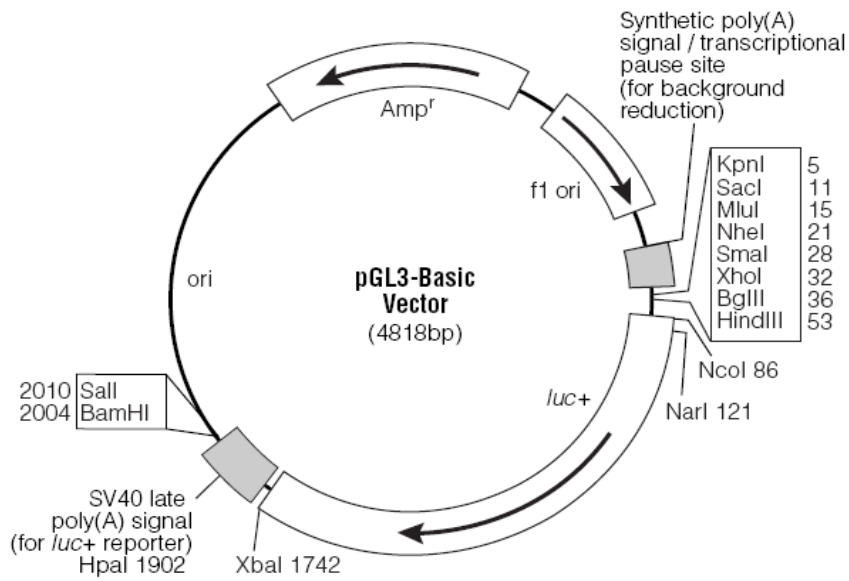 Synthetic poly(A)
signal / transcriptional
pause site
(for background
reduction)
Ampʳ
f1 ori
KpnI 5
SacI 11
MluI 15
NheI 21
SmaI 28
XhoI 32
BglII 36
HindIII 53
ori
pGL3-Basic
Vector
(4818bp)
NcoI 86
NarI 121
luc+
2010 SalI
2004 BamHI
SV40 late
poly(A) signal
(for luc+ reporter)
HpaI 1902
XbaI 1742